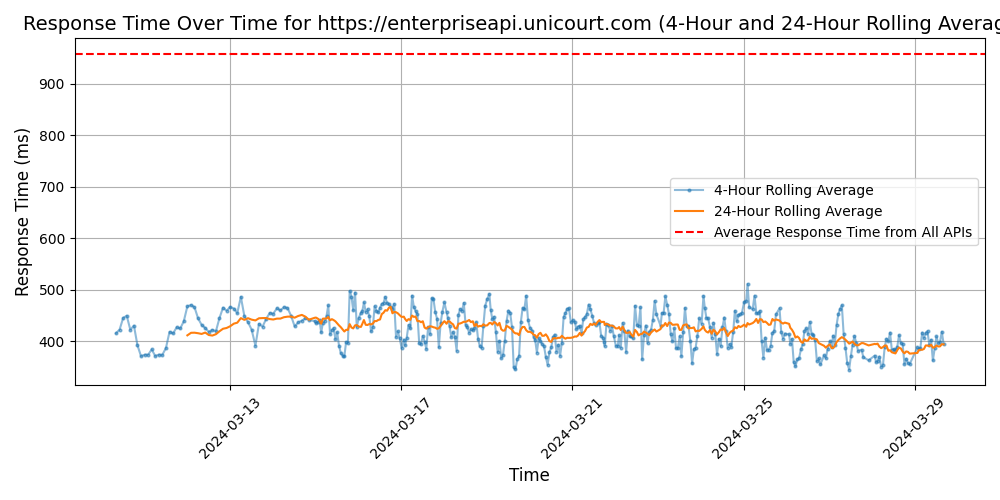 Response Time Over Time for https://enterpriseapi.unicourt.com (4-Hour and 24-Hour Rolling Averag
900
800
700
600
500
400
Response Time (ms)
4-Hour Rolling Average
24-Hour Rolling Average
Average Response Time from All APIs
2024-03-13
2024-03-17
2024-03-21
2024-03-25
2024-03-29
Time